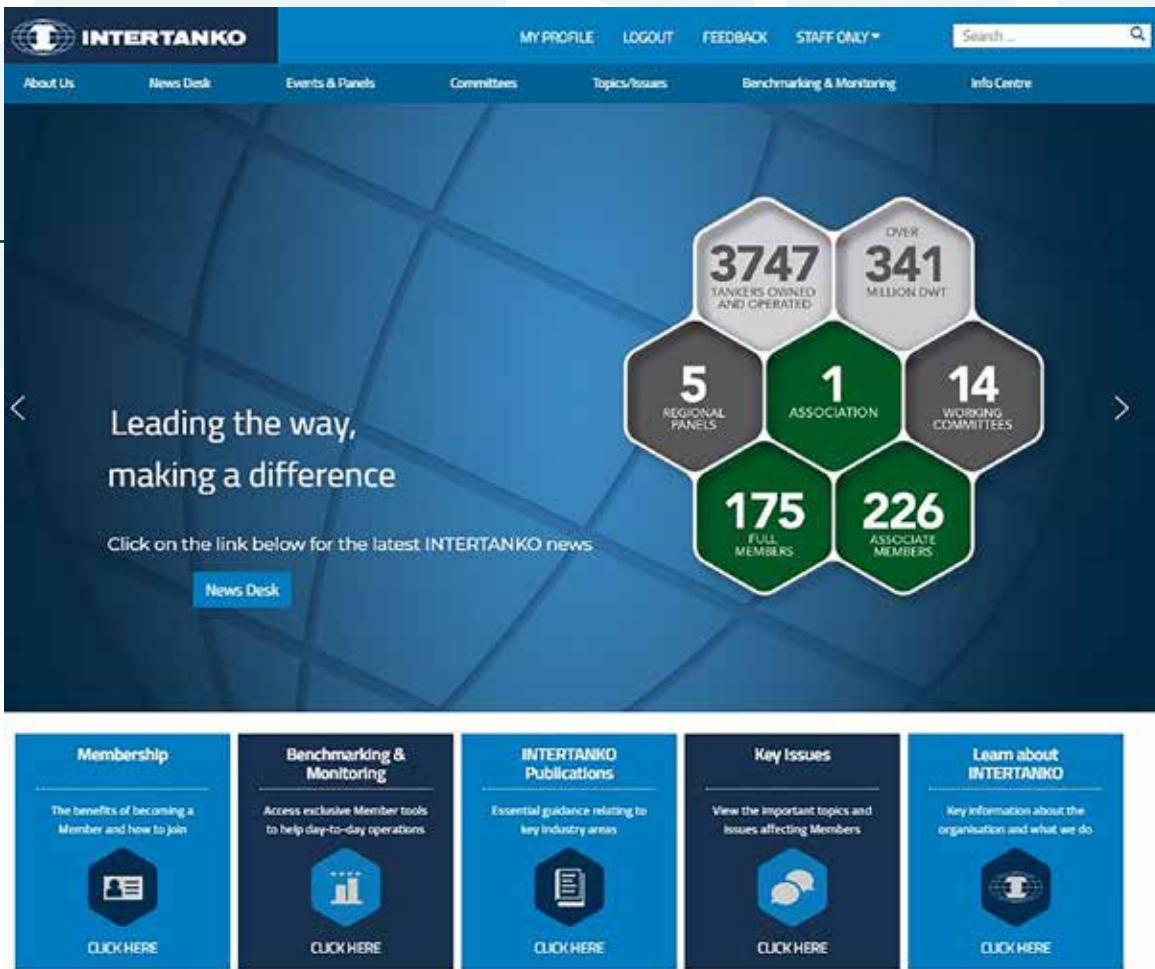 INTERTANKO
MY PROFILE LOGOUT FEEDBACK STAFF ONLY
Search ...
About Us News Desk Events & Panels Committees Topics/Issues Benchmarking & Monitoring Info Centre
3747
TANKERS OWNED
AND OPERATED
OVER
341
MILLION DWT
5
REGIONAL
PANELS
1
ASSOCIATION
14
WORKING
COMMITTEES
175
FULL
MEMBERS
226
ASSOCIATE
MEMBERS
Leading the way,
making a difference
Click on the link below for the latest INTERTANKO news
News Desk
Membership
The benefits of becoming a
Member and how to join
CLICK HERE
Benchmarking &
Monitoring
Access exclusive Member tools
to help day-to-day operations
CLICK HERE
INTERTANKO
Publications
Essential guidance relating to
key industry areas
CLICK HERE
Key Issues
View the important topics and
issues affecting Members
CLICK HERE
Learn about
INTERTANKO
Key information about the
organisation and what we do
CLICK HERE